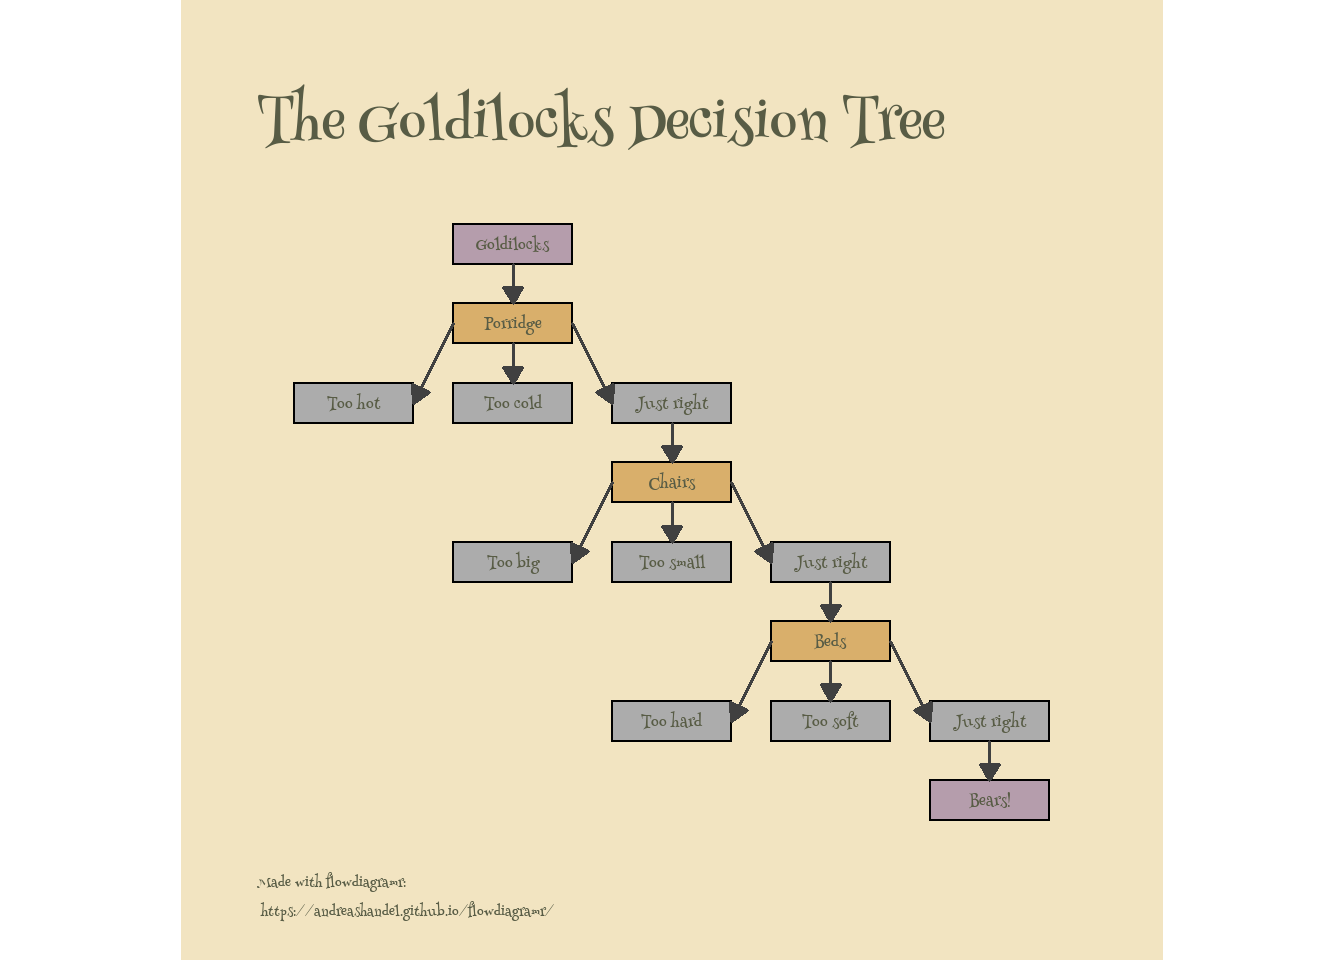 The Goldilocks Decision Tree
Goldilocks
Porridge
Too hot
Too cold
Just right
Chairs
Too big
Too small
Just right
Beds
Too hard
Too soft
Just right
Bears!
Made with flowdiagramr:
https://andreashandel.github.io/flowdiagramr/